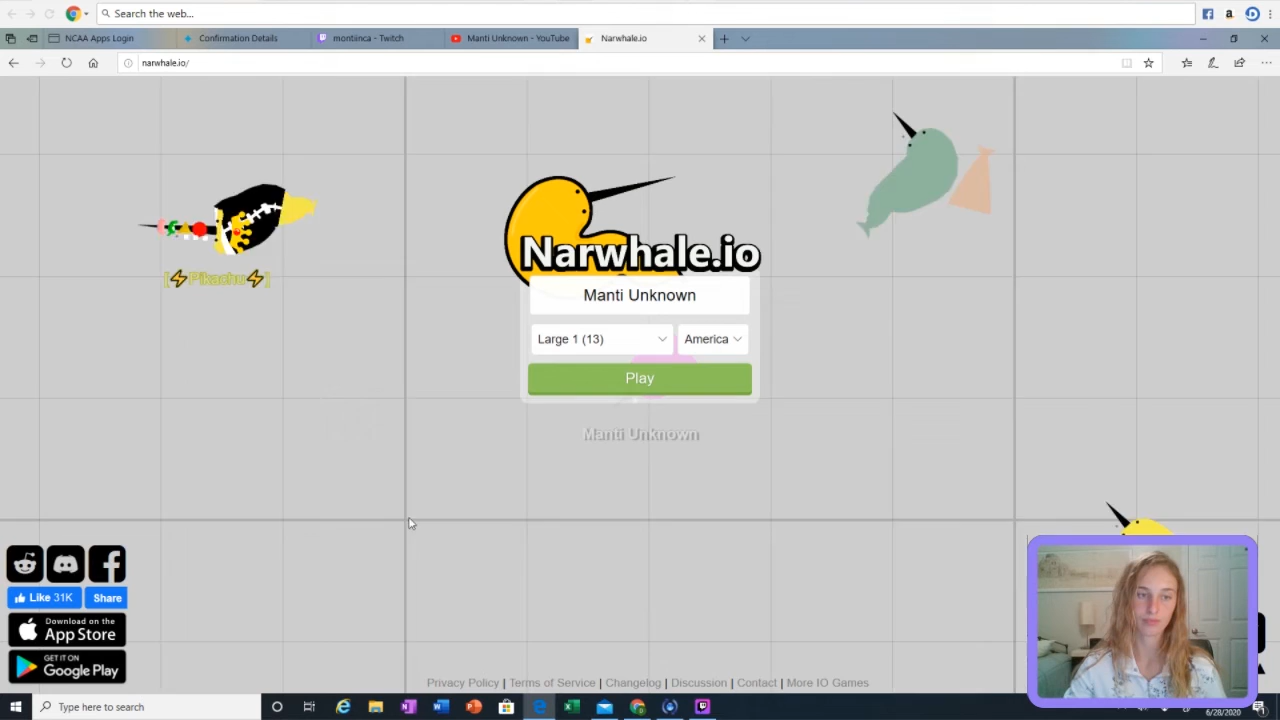 Search the web...
NCAA Apps Login
Confirmation Details
montiinca - Twitch
Manti Unknown - YouTube
Narwhale.io
narwhale.io/
[⚡Pikachu⚡]
Narwhale.io
Manti Unknown
Large 1 (13)
America
Play
Manti Unknown
Like 31K
Share
Download on the
App Store
GET IT ON
Google Play
Privacy Policy | Terms of Service | Changelog | Discussion | Contact | More IO Games
Type here to search
6/28/2020